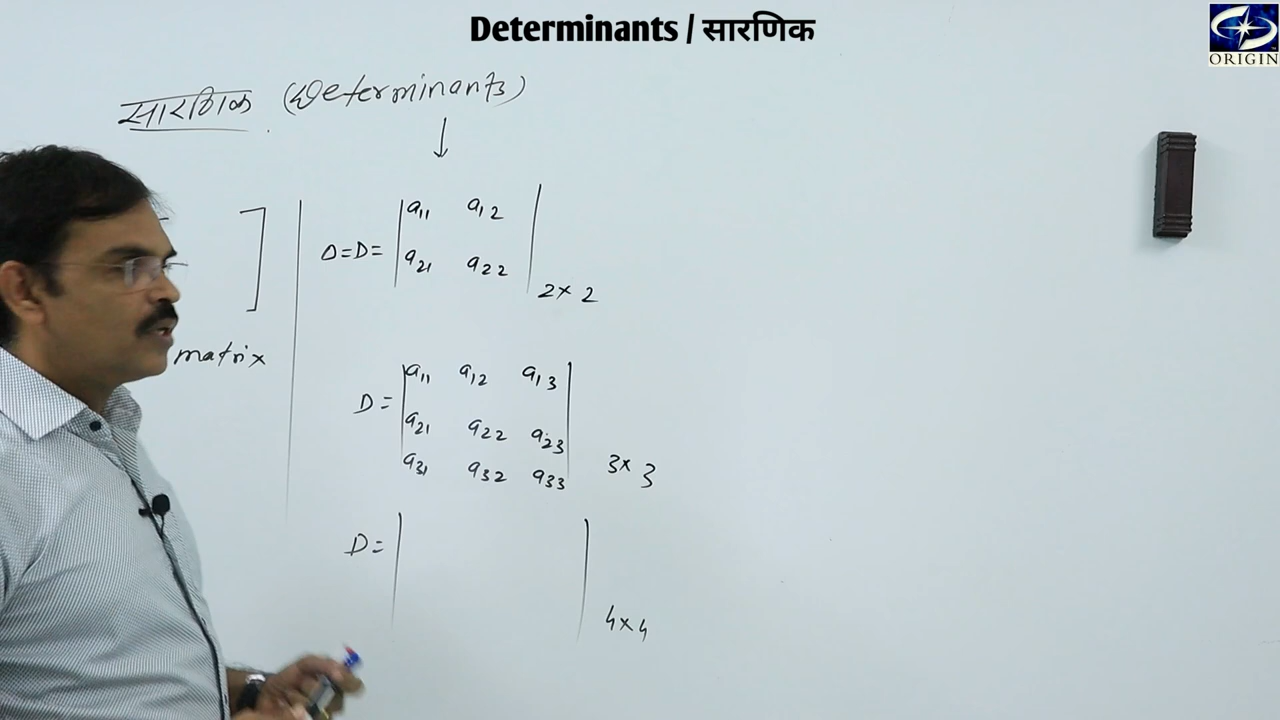 Determinants / सारणिक
ORIGIN
सारणिक (Determinants)
↓
]
matrix
Δ=D= | a₁₁ a₁₂ |
| a₂₁ a₂₂ | 2×2
D= | a₁₁ a₁₂ a₁₃ |
| a₂₁ a₂₂ a₂₃ |
| a₃₁ a₃₂ a₃₃ | 3×3
D= | | 4×4